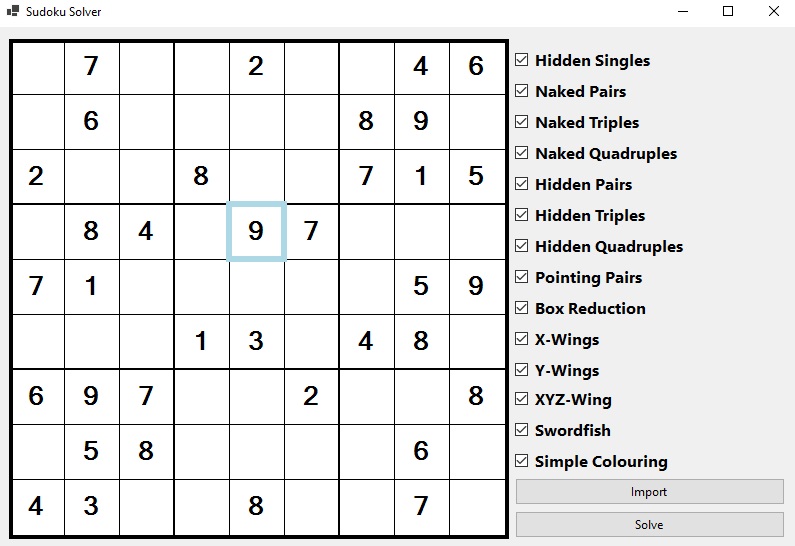 Sudoku Solver
7 2 4 6
6 8 9
2 8 7 1 5
8 4 9 7
7 1 5 9
1 3 4 8
6 9 7 2 8
5 8 6
4 3 8 7
Hidden Singles
Naked Pairs
Naked Triples
Naked Quadruples
Hidden Pairs
Hidden Triples
Hidden Quadruples
Pointing Pairs
Box Reduction
X-Wings
Y-Wings
XYZ-Wing
Swordfish
Simple Colouring
Import
Solve